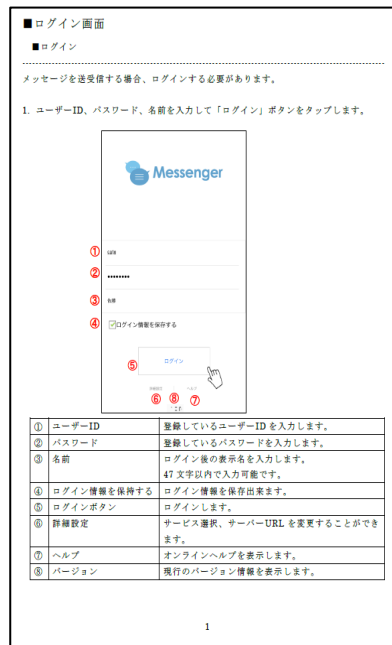 ■ログイン画面
■ログイン
メッセージを送受信する場合、ログインする必要があります。
1. ユーザーID、パスワード、名前を入力して「ログイン」ボタンをタップします。
Messenger
①
②
••••••••
③
④ ログイン情報を保存する
⑤ ログイン
詳細設定 ヘルプ
⑥ ⑧ ⑦
① ユーザーID 登録しているユーザーID を入力します。
② パスワード 登録しているパスワードを入力します。
③ 名前 ログイン後の表示名を入力します。
47 文字以内で入力可能です。
④ ログイン情報を保持する ログイン情報を保存出来ます。
⑤ ログインボタン ログインします。
⑥ 詳細設定 サービス選択、サーバーURL を変更することができ
ます。
⑦ ヘルプ オンラインヘルプを表示します。
⑧ バージョン 現行のバージョン情報を表示します。
1